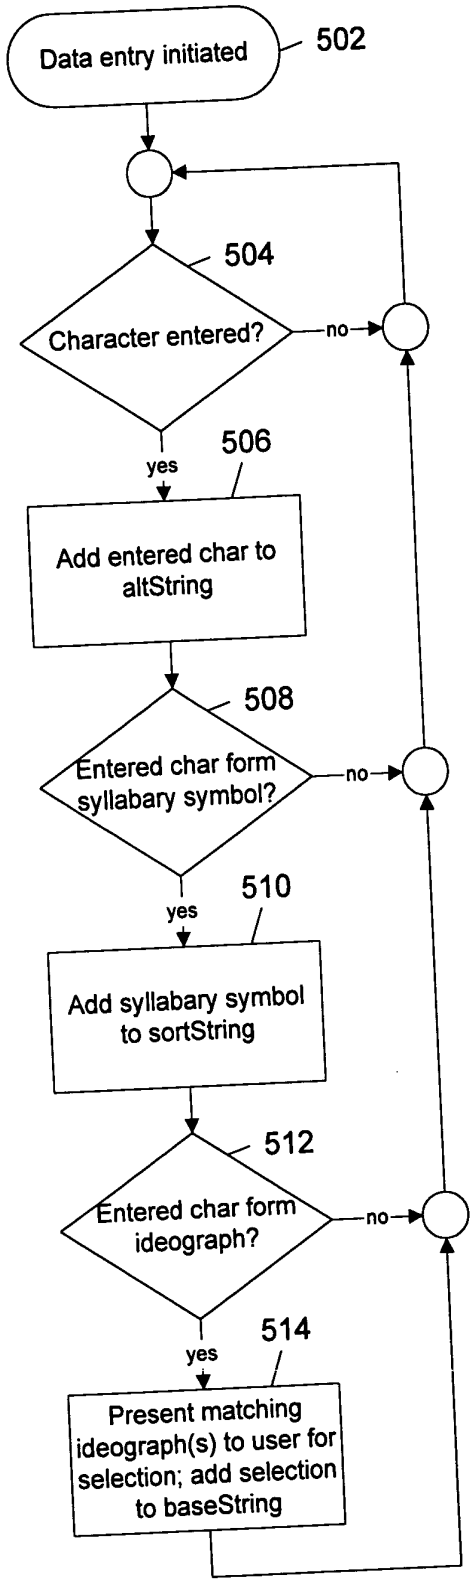 Data entry initiated
502
504
Character entered?
no
yes
506
Add entered char to
altString
508
Entered char form
syllabary symbol?
no
yes
510
Add syllabary symbol
to sortString
512
Entered char form
ideograph?
no
yes
514
Present matching
ideograph(s) to user for
selection; add selection
to baseString